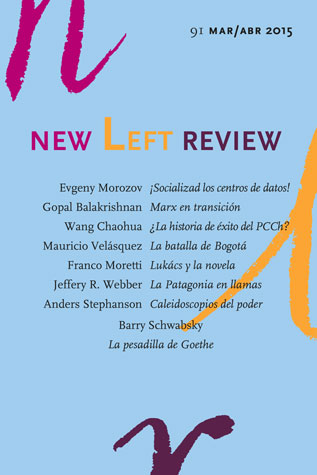 91 MAR/ABR 2015
NEW LEFT REVIEW
Evgeny Morozov ¡Socializad los centros de datos!
Gopal Balakrishnan Marx en transición
Wang Chaohua ¿La historia de éxito del PCCh?
Mauricio Velásquez La batalla de Bogotá
Franco Moretti Lukács y la novela
Jeffery R. Webber La Patagonia en llamas
Anders Stephanson Caleidoscopios del poder
Barry Schwabsky
La pesadilla de Goethe
n
l
r